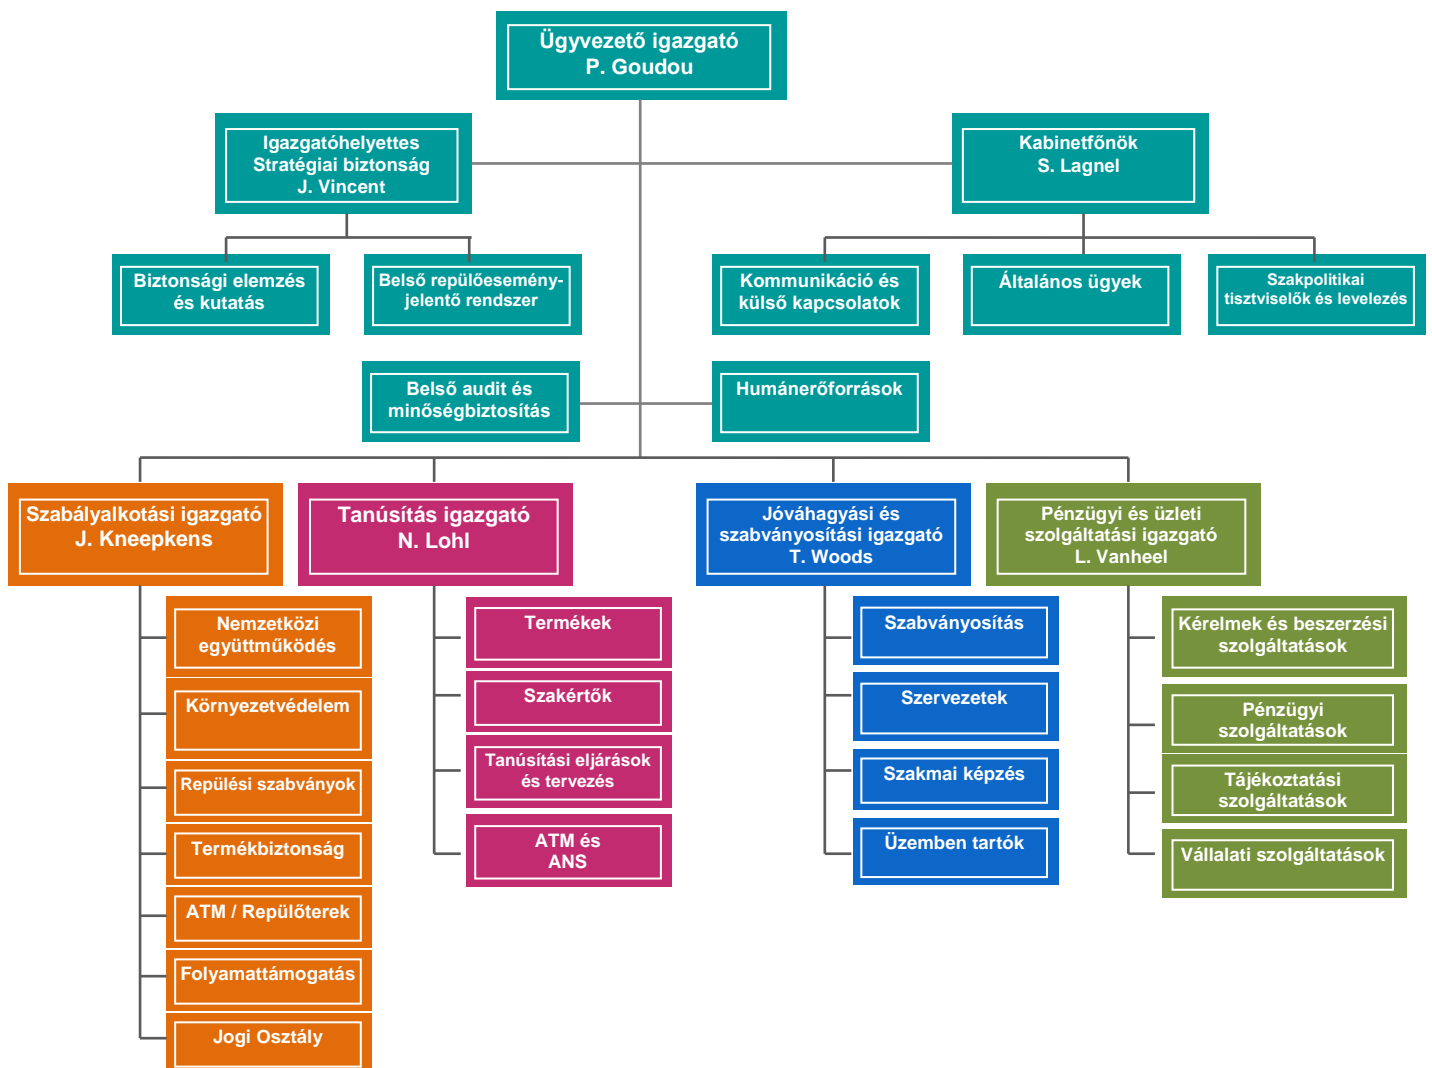 Ügyvezető igazgató
P. Goudou
Igazgatóhelyettes
Stratégiai biztonság
J. Vincent
Kabinetfőnök
S. Lagnel
Biztonsági elemzés
és kutatás
Belső repülőesemény-
jelentő rendszer
Kommunikáció és
külső kapcsolatok
Általános ügyek
Szakpolitikai
tisztviselők és levelezés
Belső audit és
minőségbiztosítás
Humánerőforrások
Szabályalkotási igazgató
J. Kneepkens
Tanúsítás igazgató
N. Lohl
Jóváhagyási és
szabványosítási igazgató
T. Woods
Pénzügyi és üzleti
szolgáltatási igazgató
L. Vanheel
Nemzetközi
együttműködés
Környezetvédelem
Repülési szabványok
Termékbiztonság
ATM / Repülőterek
Folyamattámogatás
Jogi Osztály
Termékek
Szakértők
Tanúsítási eljárások
és tervezés
ATM és
ANS
Szabványosítás
Szervezetek
Szakmai képzés
Üzemben tartók
Kérelmek és beszerzési
szolgáltatások
Pénzügyi
szolgáltatások
Tájékoztatási
szolgáltatások
Vállalati szolgáltatások